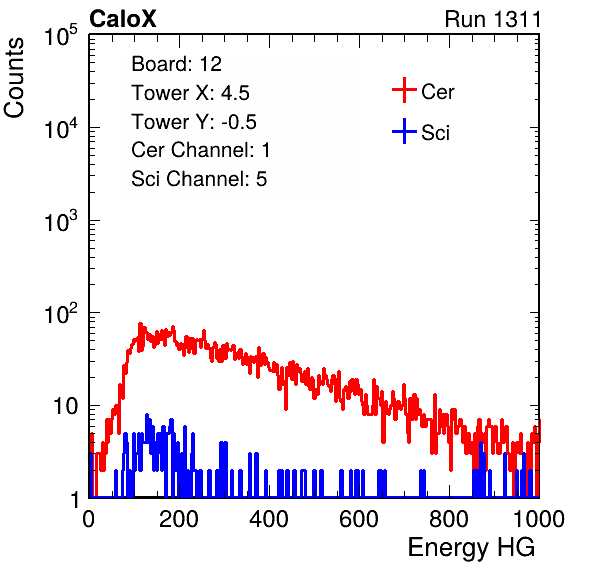 CaloX Run 1311
Counts
10^5
10^4
10^3
10^2
10
1
Board: 12
Tower X: 4.5
Tower Y: -0.5
Cer Channel: 1
Sci Channel: 5
Cer
Sci
0 200 400 600 800 1000
Energy HG